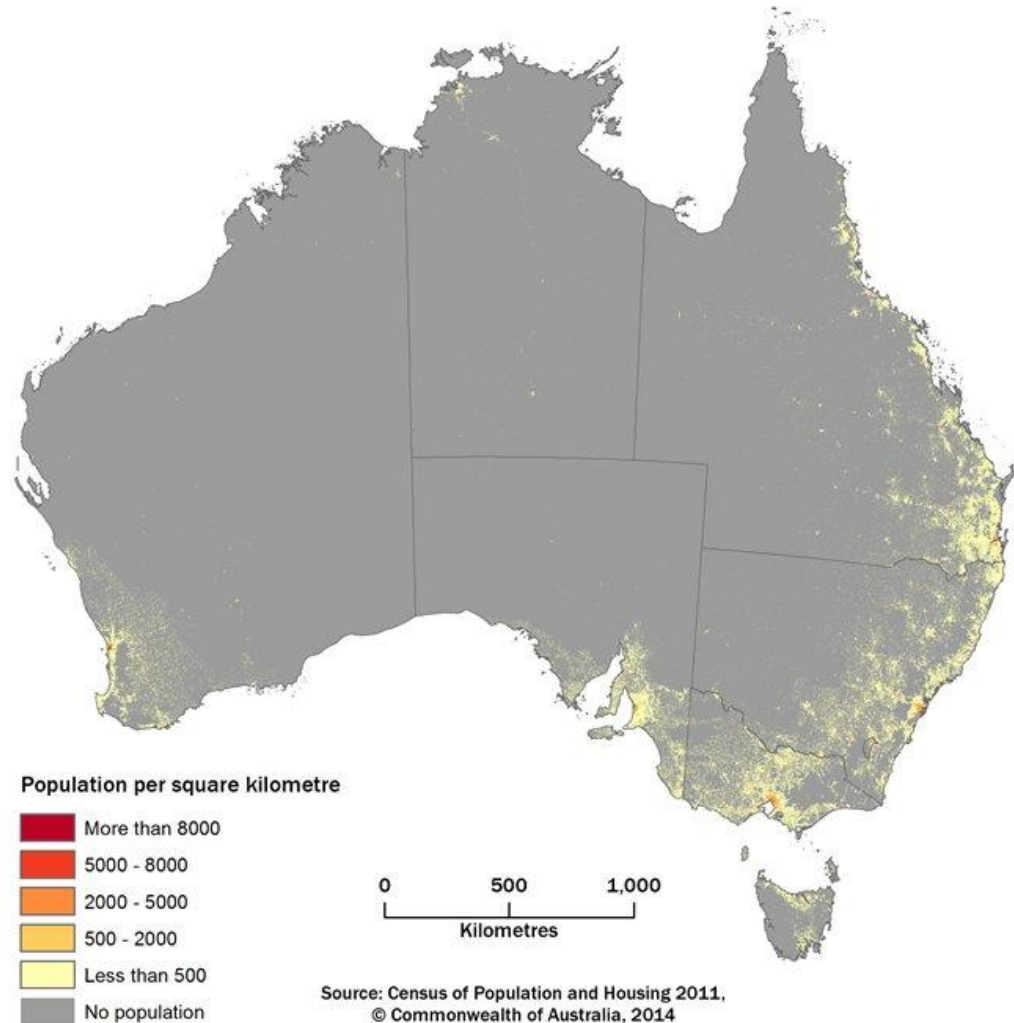 Population per square kilometre
More than 8000
5000 - 8000
2000 - 5000
500 - 2000
Less than 500
No population
0 500 1,000
Kilometres
Source: Census of Population and Housing 2011,
© Commonwealth of Australia, 2014